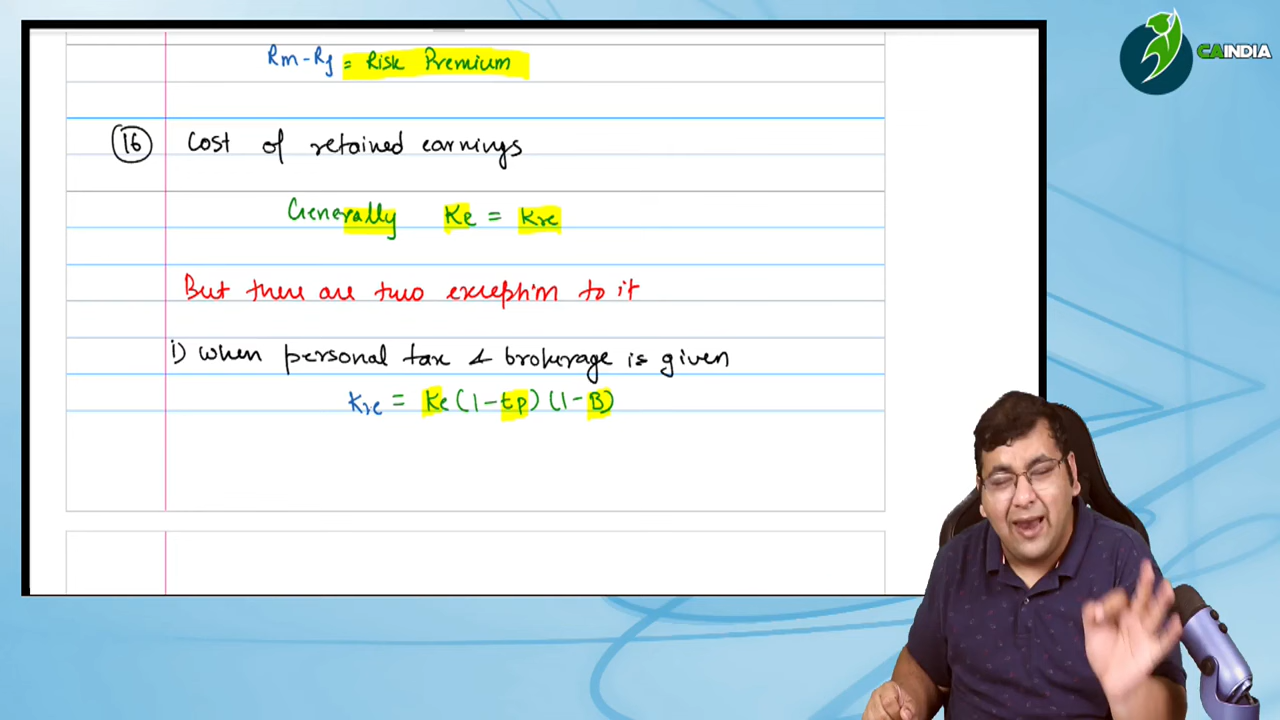 CAINDIA
Rm-Rf = Risk Premium
16 Cost of retained earnings
Generally Ke = Kre
But there are two exception to it
i) when personal tax & brokerage is given
Kre = Ke (1-tp) (1-B)